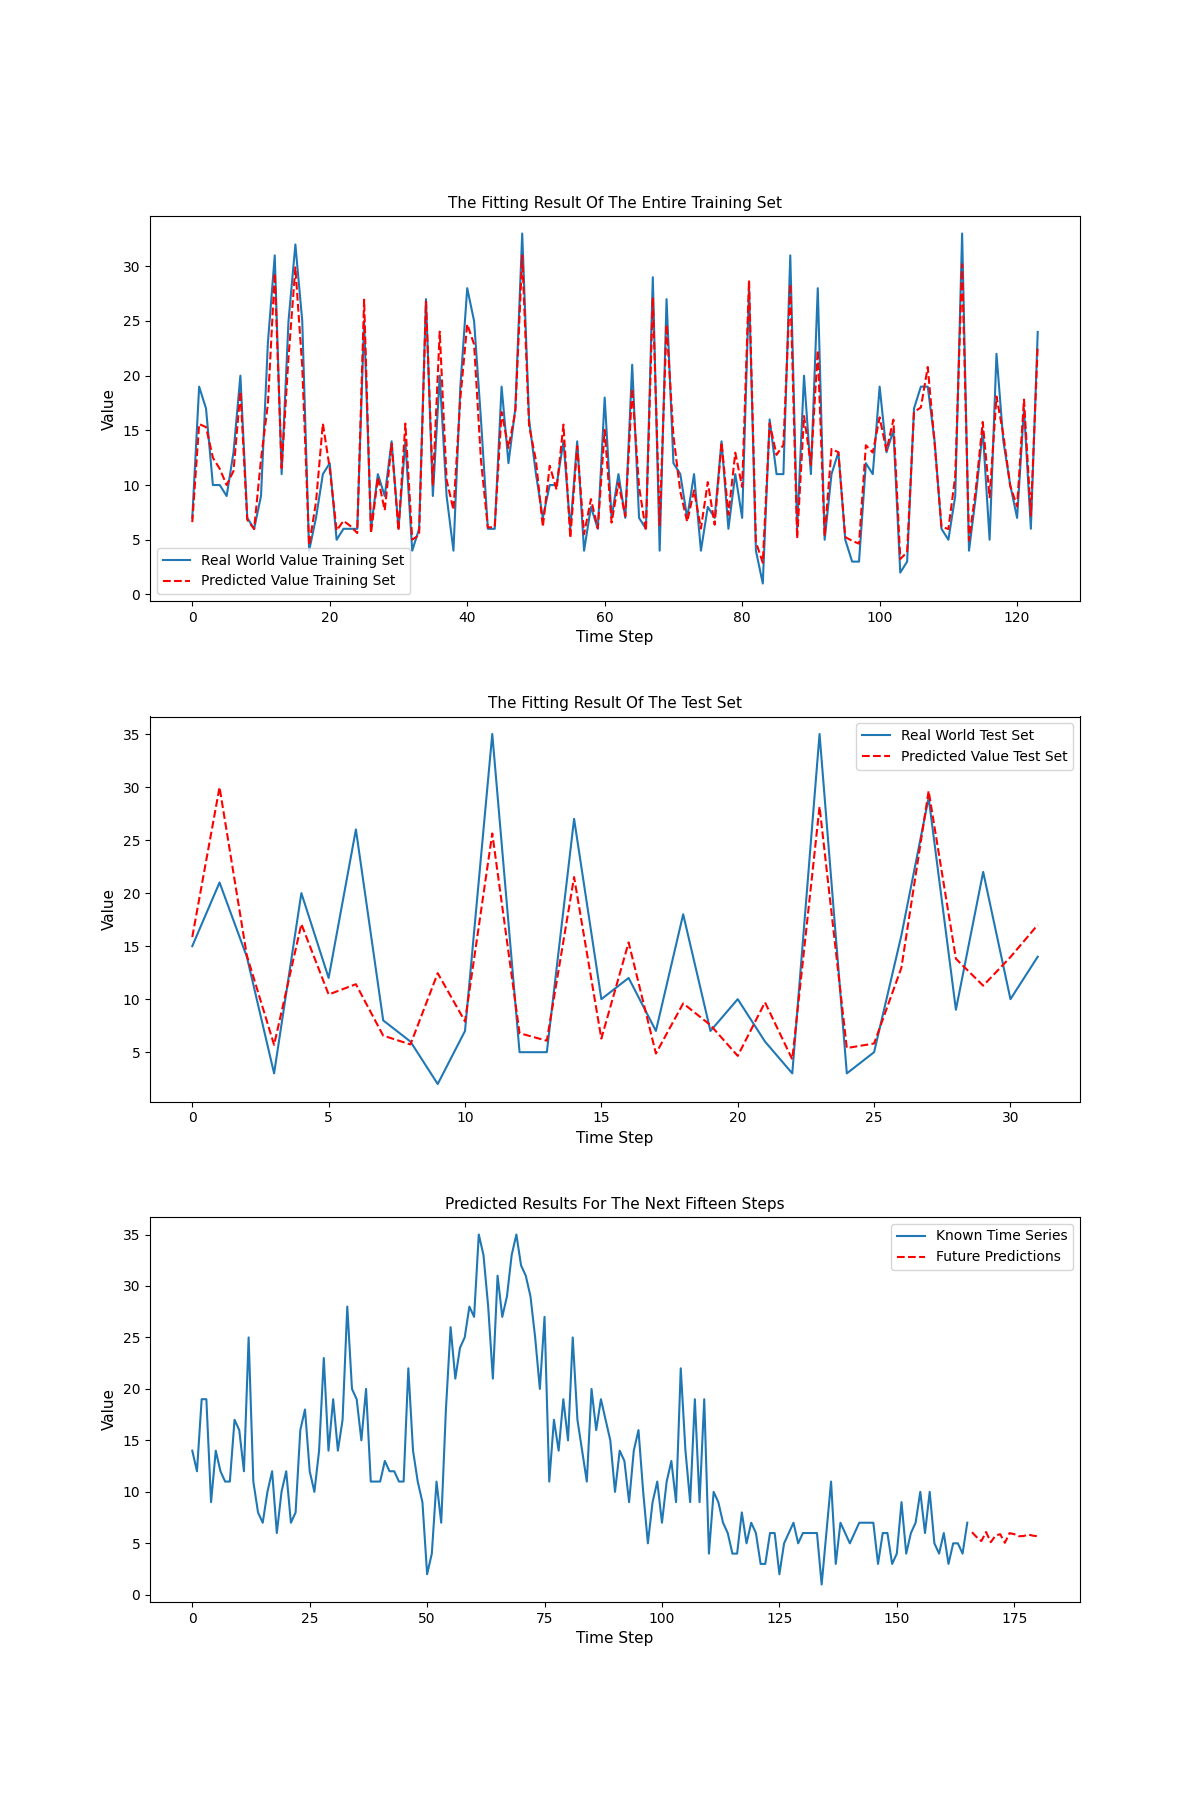 The Fitting Result Of The Entire Training Set
Value
30
25
20
15
10
5
0
Real World Value Training Set
Predicted Value Training Set
0 20 40 60 80 100 120
Time Step
The Fitting Result Of The Test Set
Value
35
30
25
20
15
10
5
Real World Test Set
Predicted Value Test Set
0 5 10 15 20 25 30
Time Step
Predicted Results For The Next Fifteen Steps
Value
35
30
25
20
15
10
5
0
Known Time Series
Future Predictions
0 25 50 75 100 125 150 175
Time Step